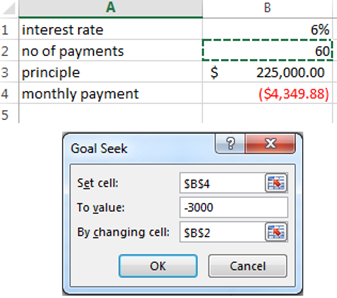 A B
1 interest rate 6%
2 no of payments 60
3 principle $ 225,000.00
4 monthly payment ($4,349.88)
5
Goal Seek ?
Set cell: $B$4
To value: -3000
By changing cell: $B$2
OK Cancel